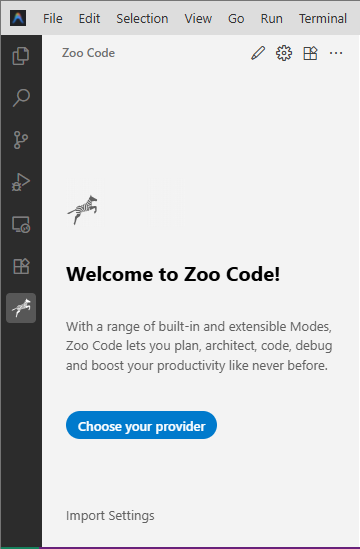 File Edit Selection View Go Run Terminal
Zoo Code
Welcome to Zoo Code!
With a range of built-in and extensible Modes,
Zoo Code lets you plan, architect, code, debug
and boost your productivity like never before.
Choose your provider
Import Settings